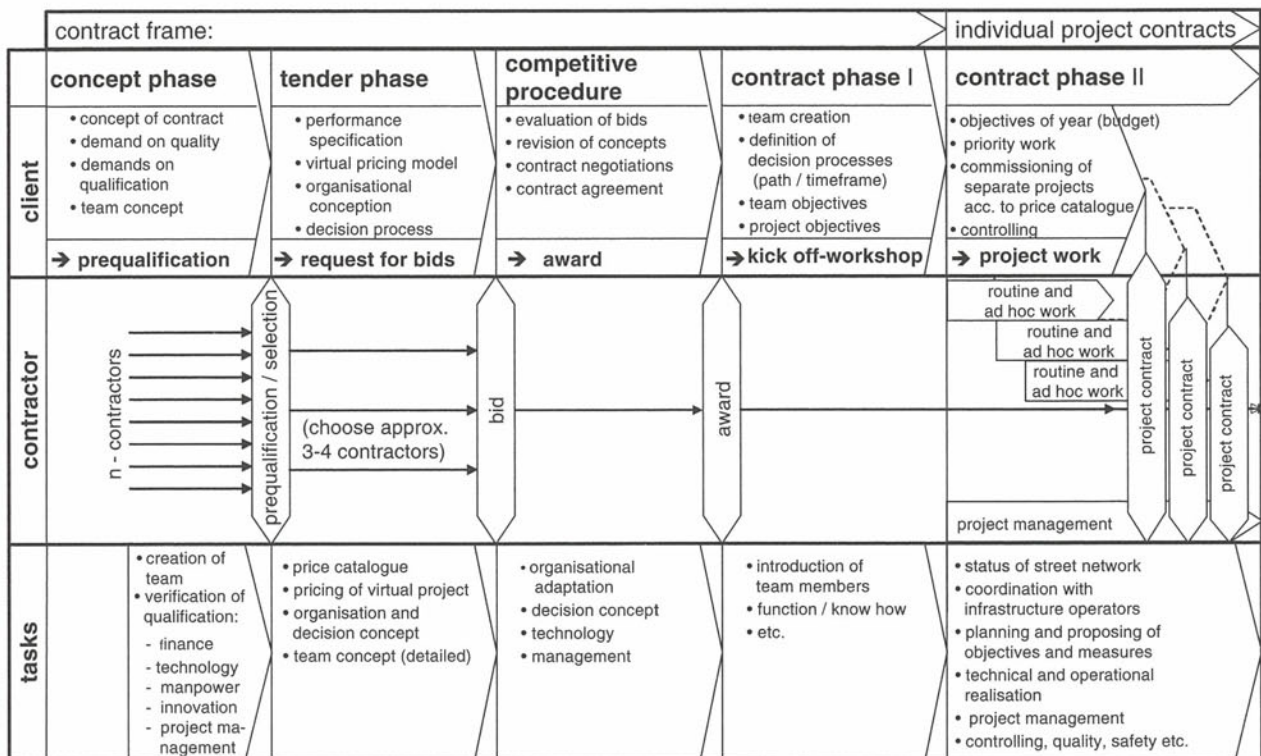 contract frame:
individual project contracts
concept phase
tender phase
competitive
procedure
contract phase I
contract phase II
client
• concept of contract
• demand on quality
• demands on
qualification
• team concept
➔ prequalification
• performance
specification
• virtual pricing model
• organisational
conception
• decision process
➔ request for bids
• evaluation of bids
• revision of concepts
• contract negotiations
• contract agreement
➔ award
• team creation
• definition of
decision processes
(path / timeframe)
• team objectives
• project objectives
➔ kick off-workshop
• objectives of year (budget)
• priority work
• commissioning of
separate projects
acc. to price catalogue
• controlling
➔ project work
contractor
n - contractors
prequalification / selection
(choose approx.
3-4 contractors)
bid
award
routine and
ad hoc work
routine and
ad hoc work
routine and
ad hoc work
project contract
project contract
project contract
project management
tasks
• creation of
team
• verification of
qualification:
- finance
- technology
- manpower
- innovation
- project ma-
nagement
• price catalogue
• pricing of virtual project
• organisation and
decision concept
• team concept (detailed)
• organisational
adaptation
• decision concept
• technology
• management
• introduction of
team members
• function / know how
• etc.
• status of street network
• coordination with
infrastructure operators
• planning and proposing of
objectives and measures
• technical and operational
realisation
• project management
• controlling, quality, safety etc.